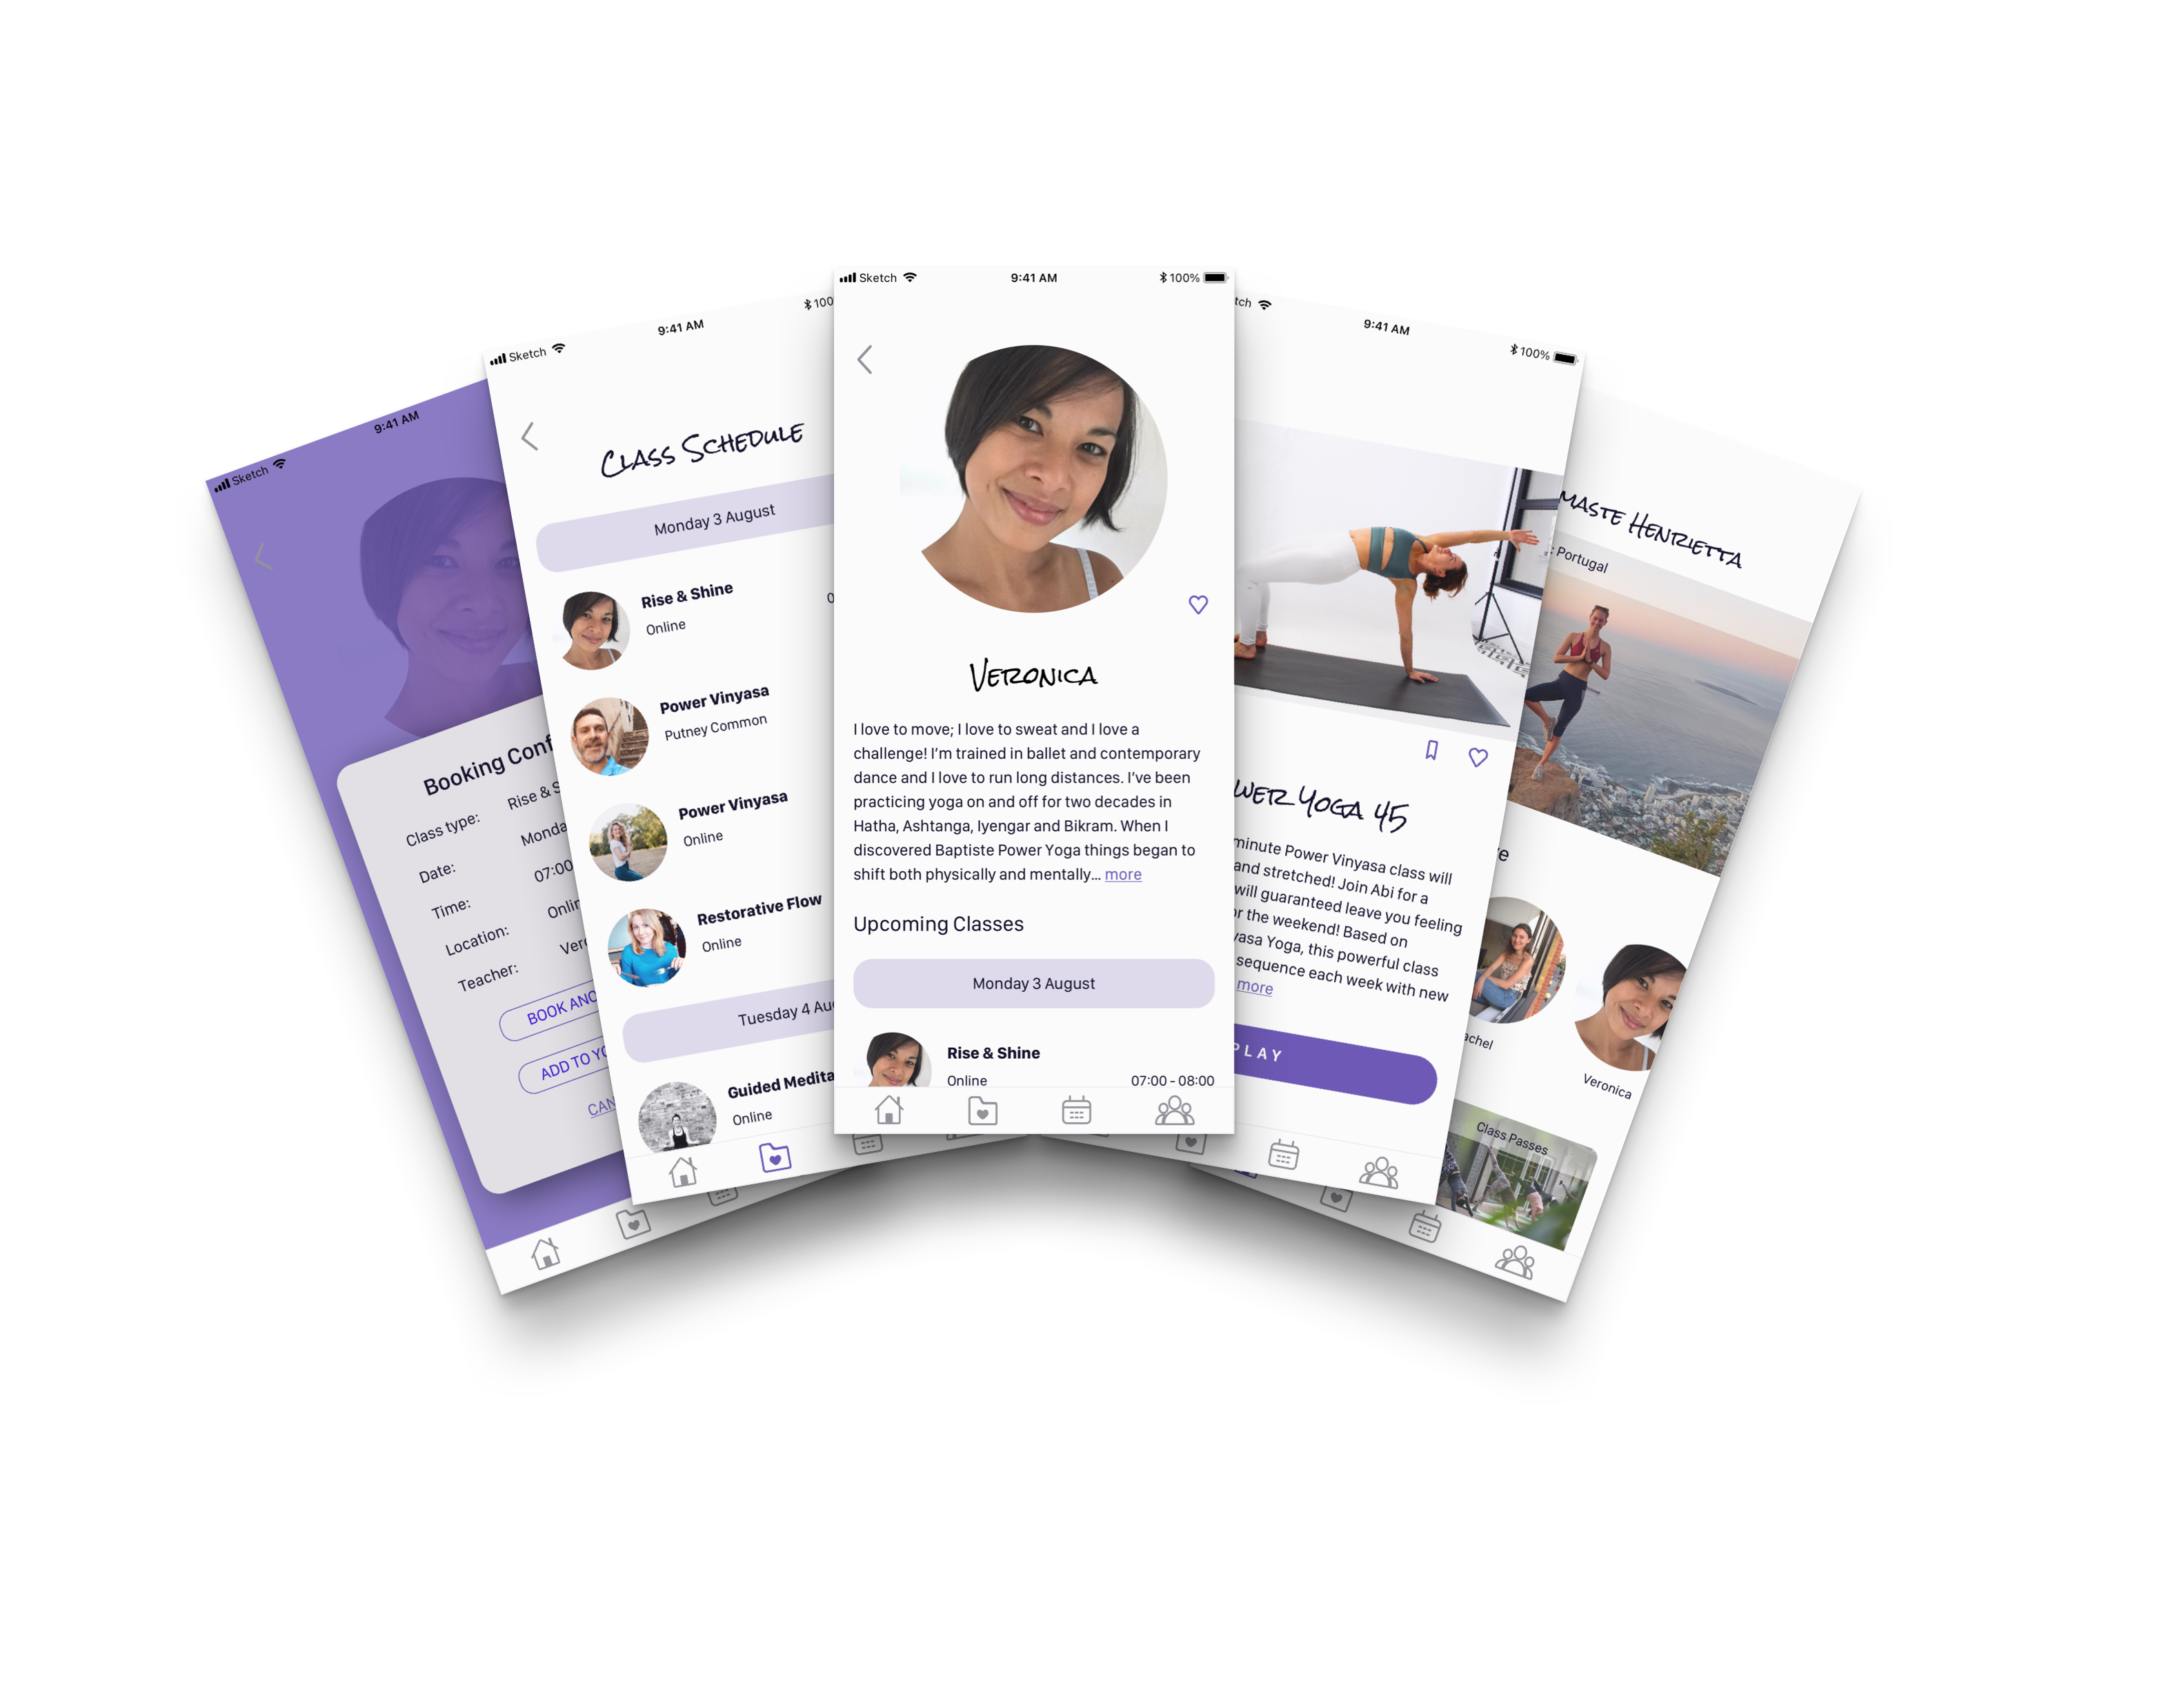 Sketch
9:41 AM
Booking Conf
Class type: Rise & S
Date: Monda
Time: 07:00
Location: Onlin
Teacher: Ver
BOOK ANO
ADD TO YO
CAN
Sketch
9:41 AM
100
CLASS SCHEDULE
Monday 3 August
Rise & Shine
Online
0
Power Vinyasa
Putney Common
Power Vinyasa
Online
Restorative Flow
Online
Tuesday 4 Au
Guided Medita
Online
Sketch
9:41 AM
100%
VERONICA
I love to move; I love to sweat and I love a
challenge! I’m trained in ballet and contemporary
dance and I love to run long distances. I’ve been
practicing yoga on and off for two decades in
Hatha, Ashtanga, Iyengar and Bikram. When I
discovered Baptiste Power Yoga things began to
shift both physically and mentally... more
Upcoming Classes
Monday 3 August
Rise & Shine
Online
07:00 - 08:00
tch
9:41 AM
100%
WER YOGA 45
minute Power Vinyasa class will
and stretched! Join Abi for a
will guaranteed leave you feeling
or the weekend! Based on
yasa Yoga, this powerful class
sequence each week with new
more
PLAY
MASTE HENRIETTA
: Portugal
ve
achel
Veronica
Class Passes